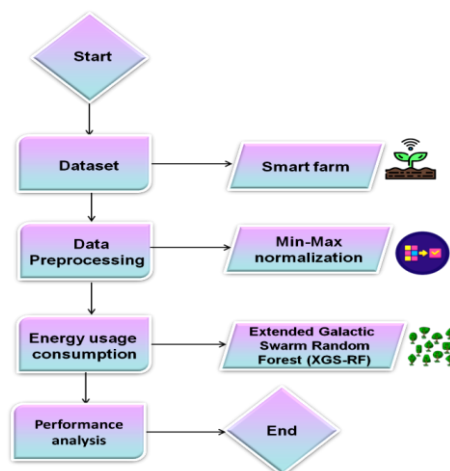 Start
Dataset
Smart farm
Data
Preprocessing
Min-Max
normalization
Energy usage
consumption
Extended Galactic
Swarm Random
Forest (XGS-RF)
Performance
analysis
End